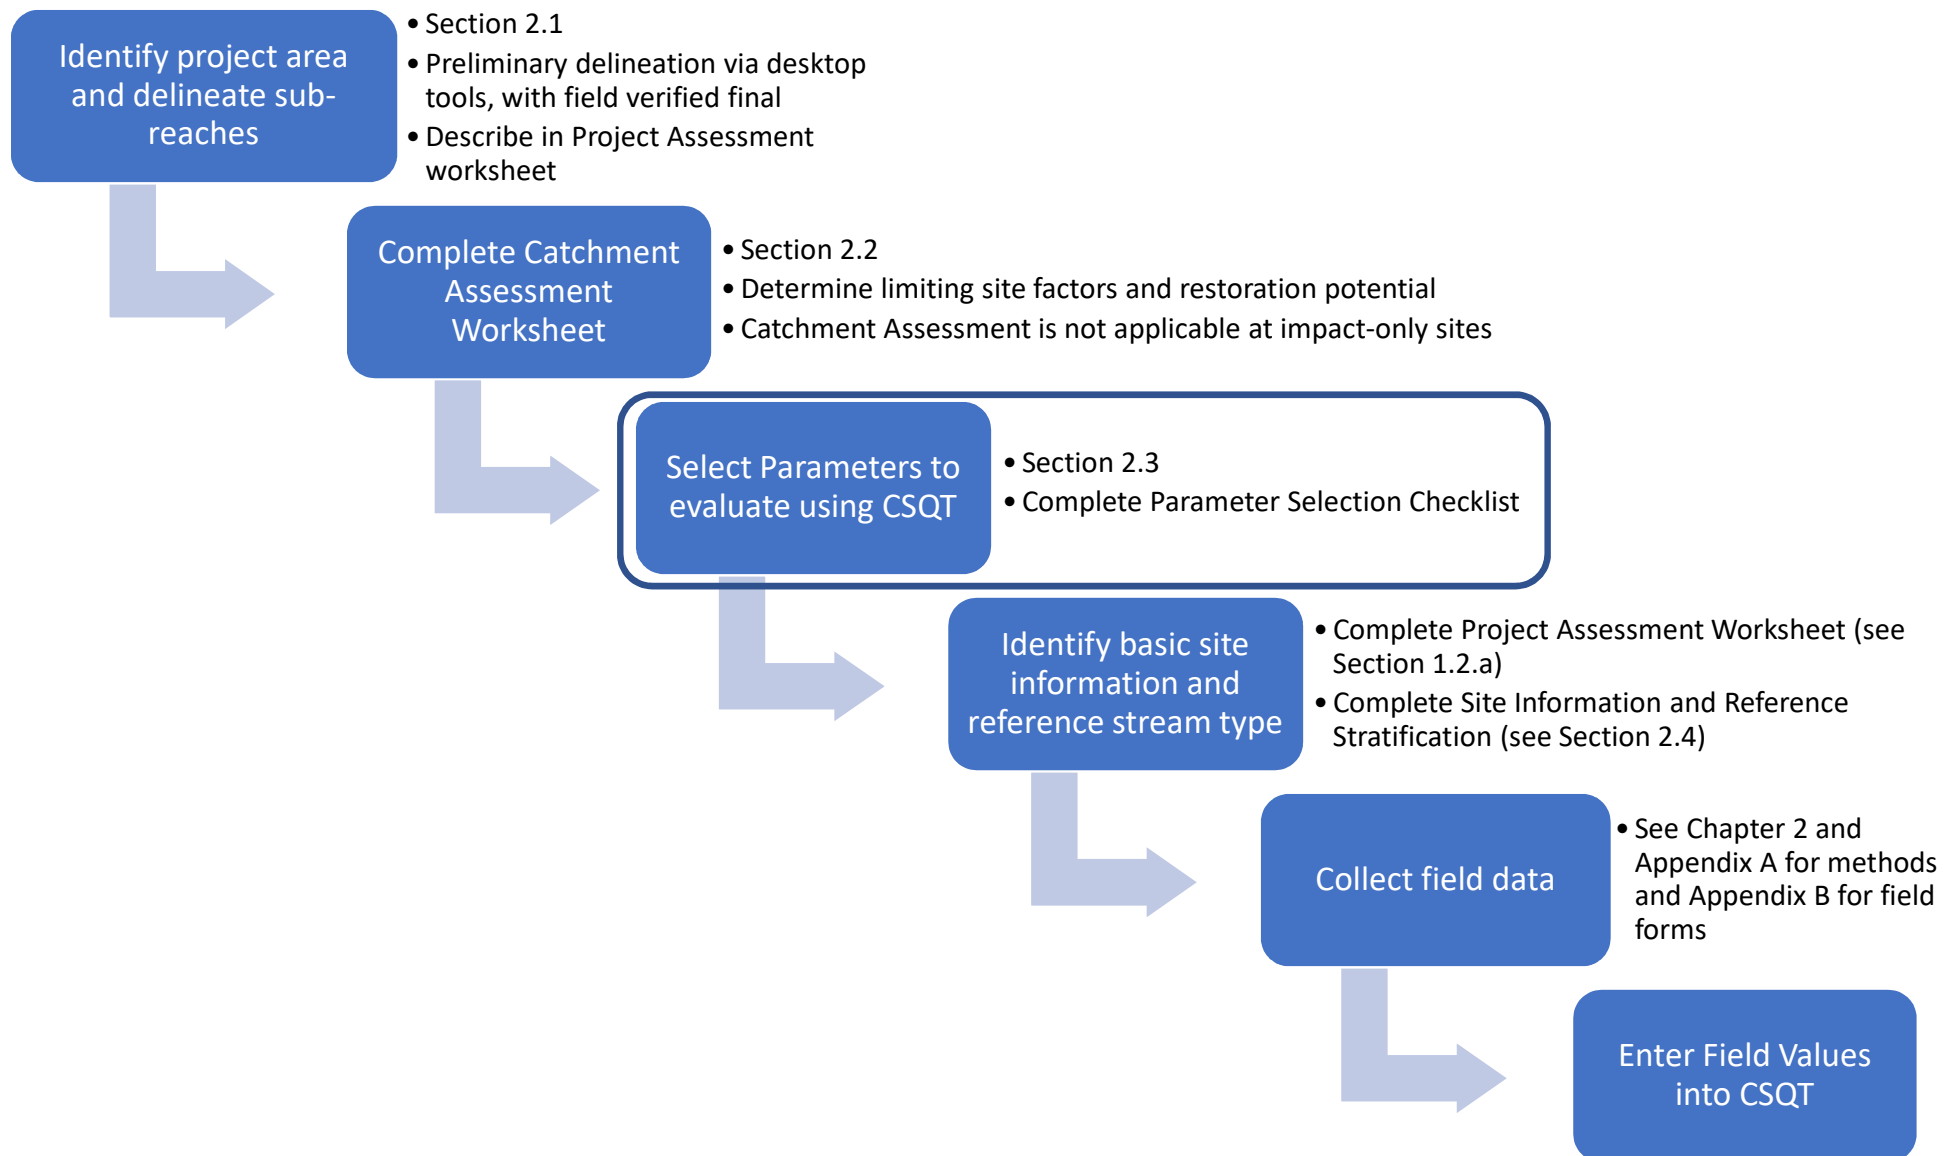 Identify project area
and delineate sub-
reaches
• Section 2.1
• Preliminary delineation via desktop
tools, with field verified final
• Describe in Project Assessment
worksheet
Complete Catchment
Assessment
Worksheet
• Section 2.2
• Determine limiting site factors and restoration potential
• Catchment Assessment is not applicable at impact-only sites
Select Parameters to
evaluate using CSQT
• Section 2.3
• Complete Parameter Selection Checklist
Identify basic site
information and
reference stream type
• Complete Project Assessment Worksheet (see
Section 1.2.a)
• Complete Site Information and Reference
Stratification (see Section 2.4)
Collect field data
• See Chapter 2 and
Appendix A for methods
and Appendix B for field
forms
Enter Field Values
into CSQT